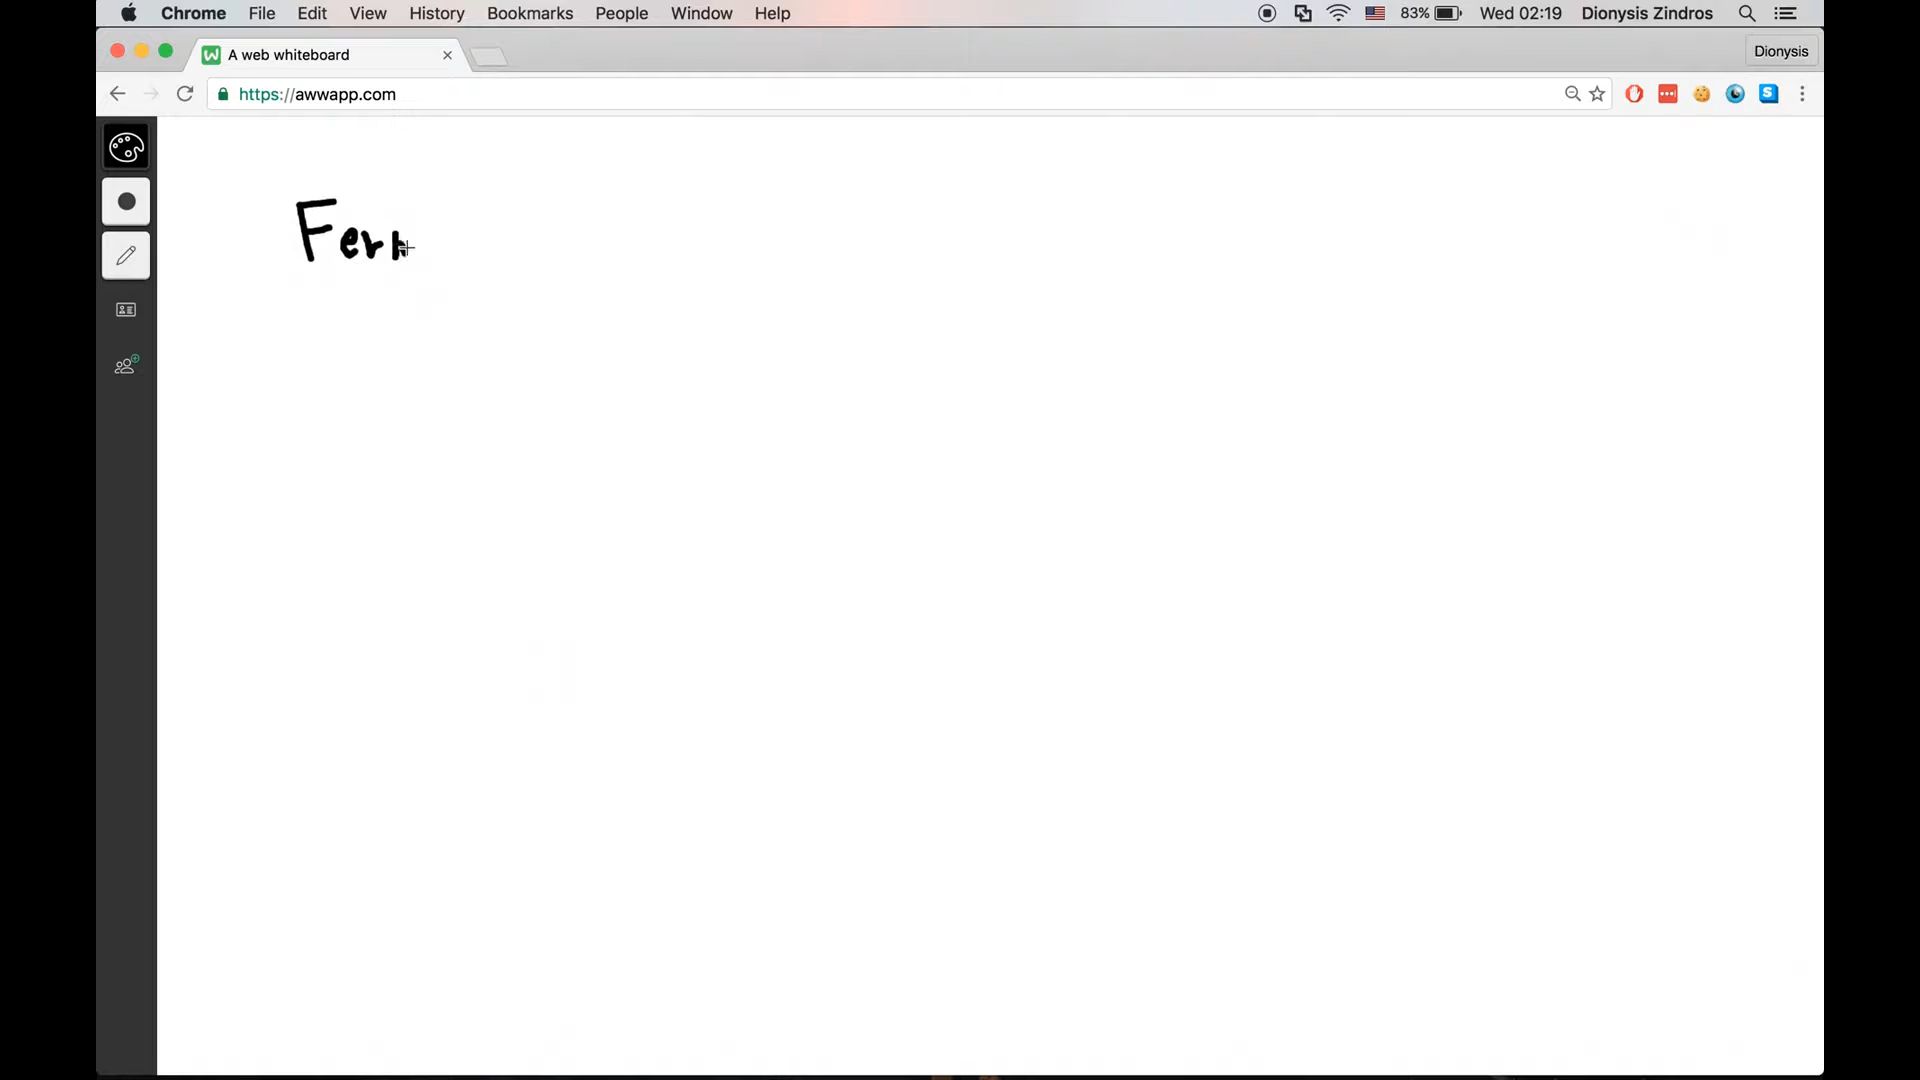 Chrome File Edit View History Bookmarks People Window Help 83% Wed 02:19 Dionysis Zindros
A web whiteboard Dionysis
https://awwapp.com
Fer